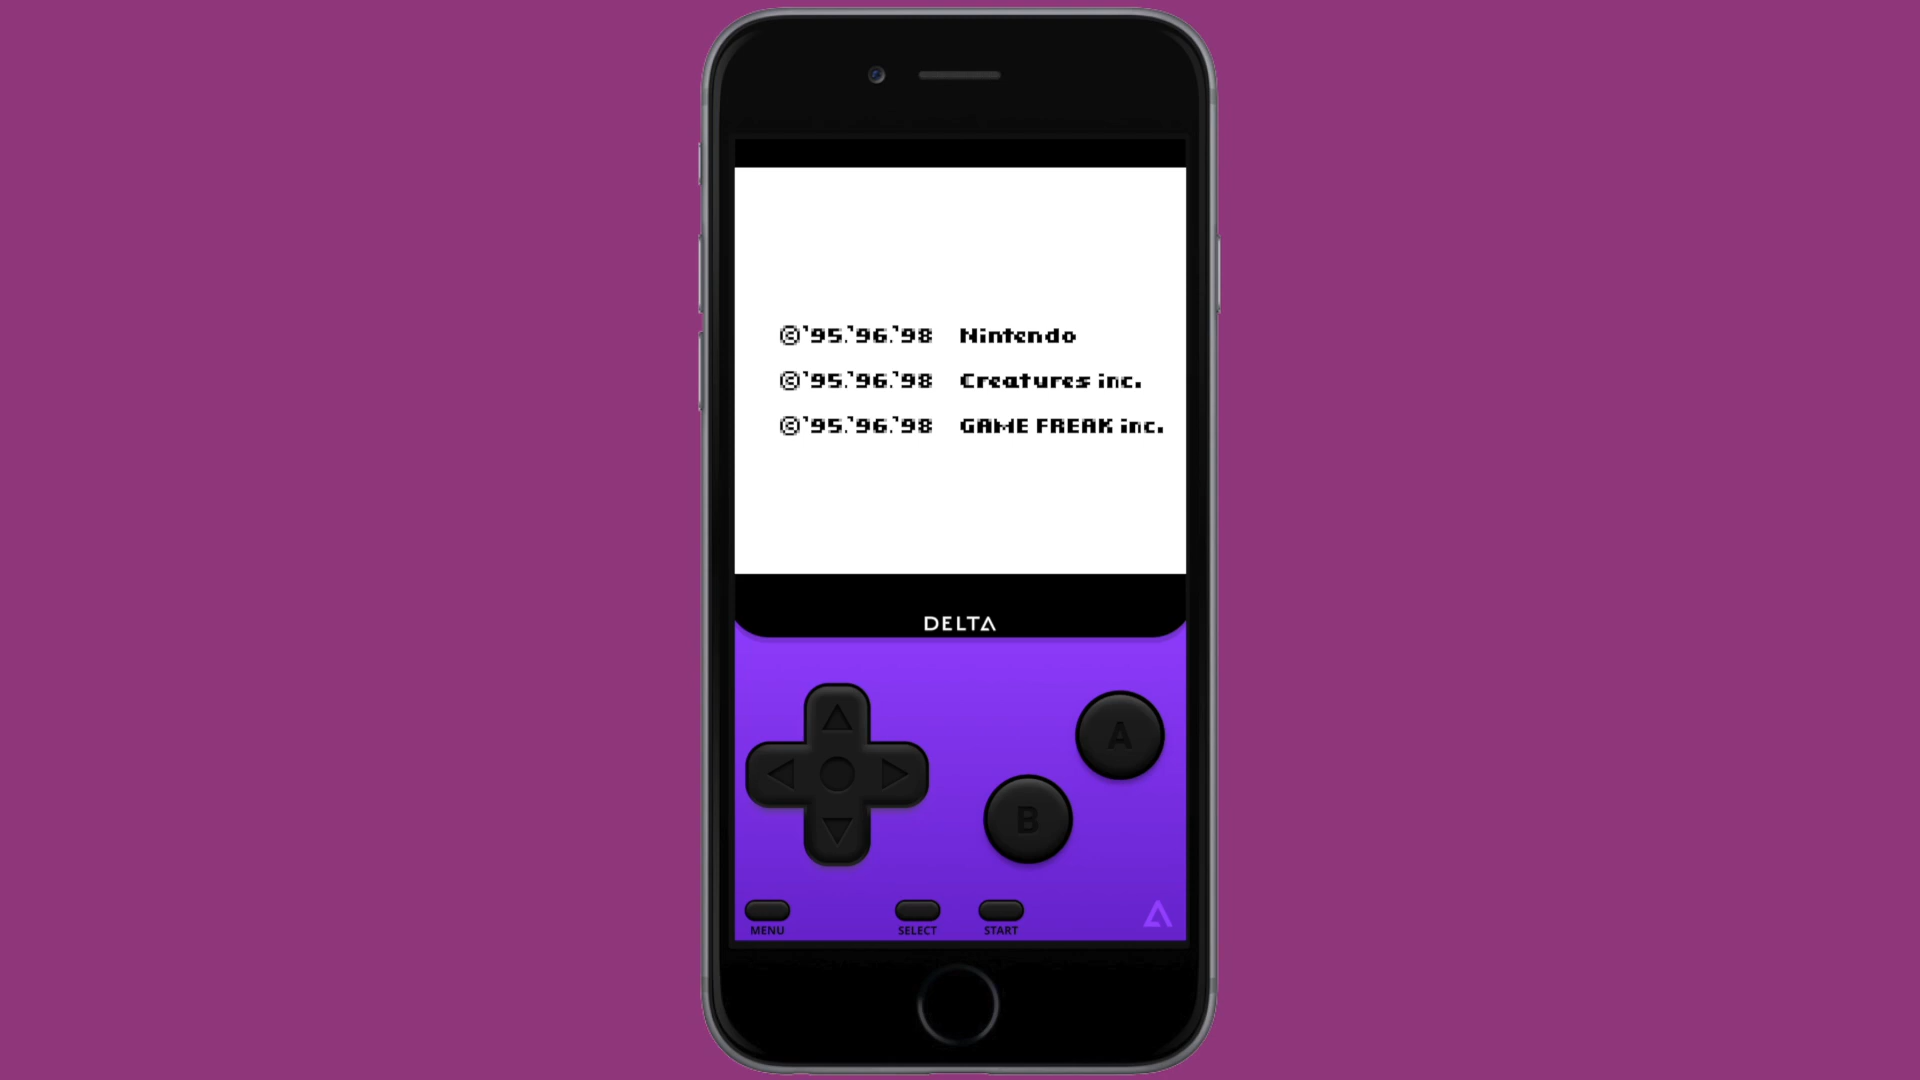 ©'95.'96.'98 Nintendo
©'95.'96.'98 Creatures inc.
©'95.'96.'98 GAME FREAK inc.
DELTA
A
B
MENU SELECT START